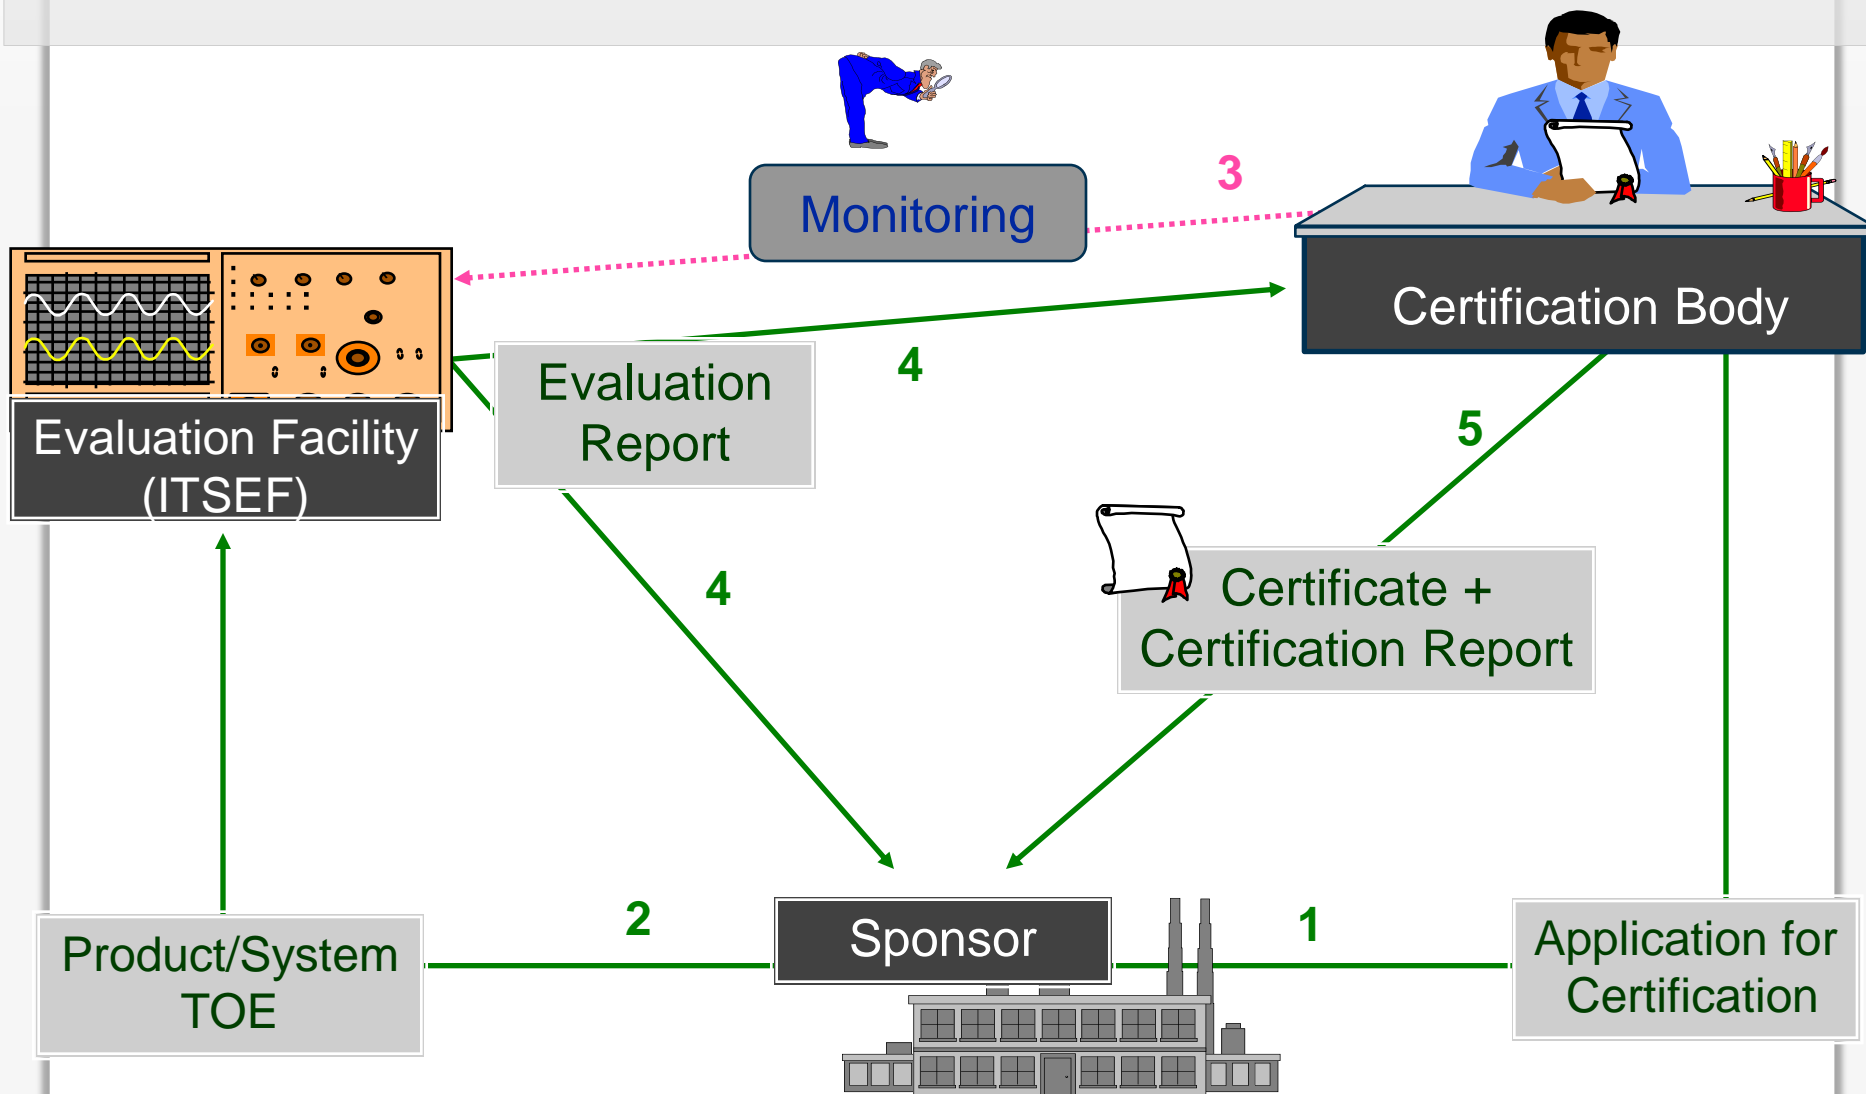 3
Monitoring
Certification Body
4
Evaluation
Report
Evaluation Facility
(ITSEF)
5
4
Certificate +
Certification Report
2
Sponsor
1
Product/System
TOE
Application for
Certification